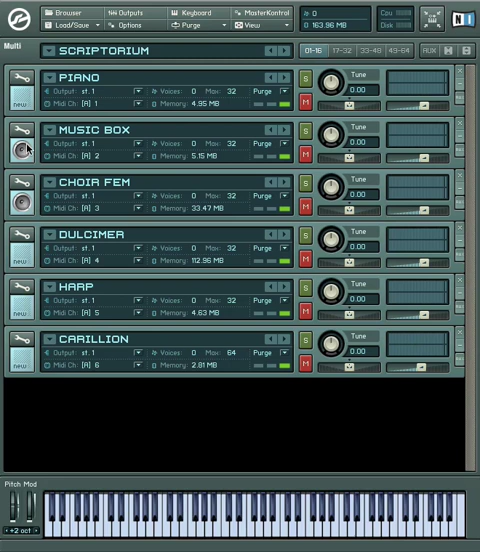 Browser Outputs Keyboard MasterKontrol 0 Cpu
Load/Save Options Purge View 163.96 MB Disk
Multi SCRIPTORIUM 01-16 17-32 33-48 49-64 AUX
PIANO S Tune
new Output: st. 1 Voices: 0 Max: 32 Purge 0.00
Midi Ch: [A] 1 Memory: 4.95 MB M
MUSIC BOX S Tune
Output: st. 1 Voices: 0 Max: 32 Purge 0.00
Midi Ch: [A] 2 Memory: 5.15 MB M
CHOIR FEM S Tune
Output: st. 1 Voices: 0 Max: 32 Purge 0.00
Midi Ch: [A] 3 Memory: 33.47 MB M
DULCIMER S Tune
new Output: st. 1 Voices: 0 Max: 32 Purge 0.00
Midi Ch: [A] 4 Memory: 112.96 MB M
HARP S Tune
new Output: st. 1 Voices: 0 Max: 32 Purge 0.00
Midi Ch: [A] 5 Memory: 4.63 MB M
CARILLION S Tune
new Output: st. 1 Voices: 0 Max: 64 Purge 0.00
Midi Ch: [A] 6 Memory: 2.81 MB M
Pitch Mod
+2 oct